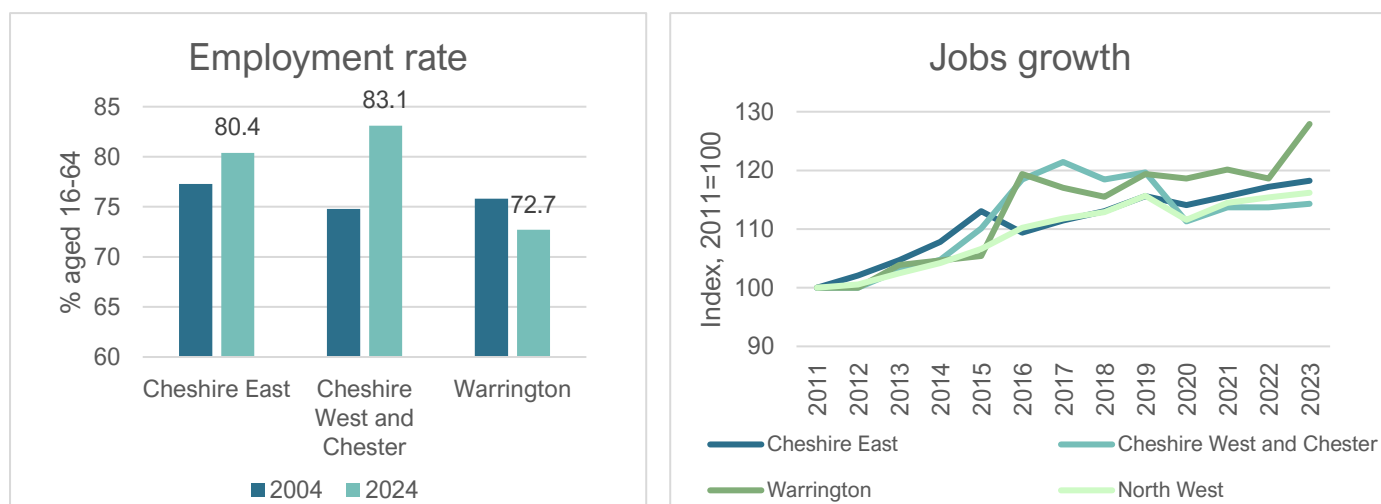 Employment rate
% aged 16-64
85
80
75
70
65
60
80.4
83.1
72.7
Cheshire East
Cheshire
West and
Chester
Warrington
2004
2024
Jobs growth
Index, 2011=100
130
120
110
100
90
2011
2012
2013
2014
2015
2016
2017
2018
2019
2020
2021
2022
2023
Cheshire East
Cheshire West and Chester
Warrington
North West